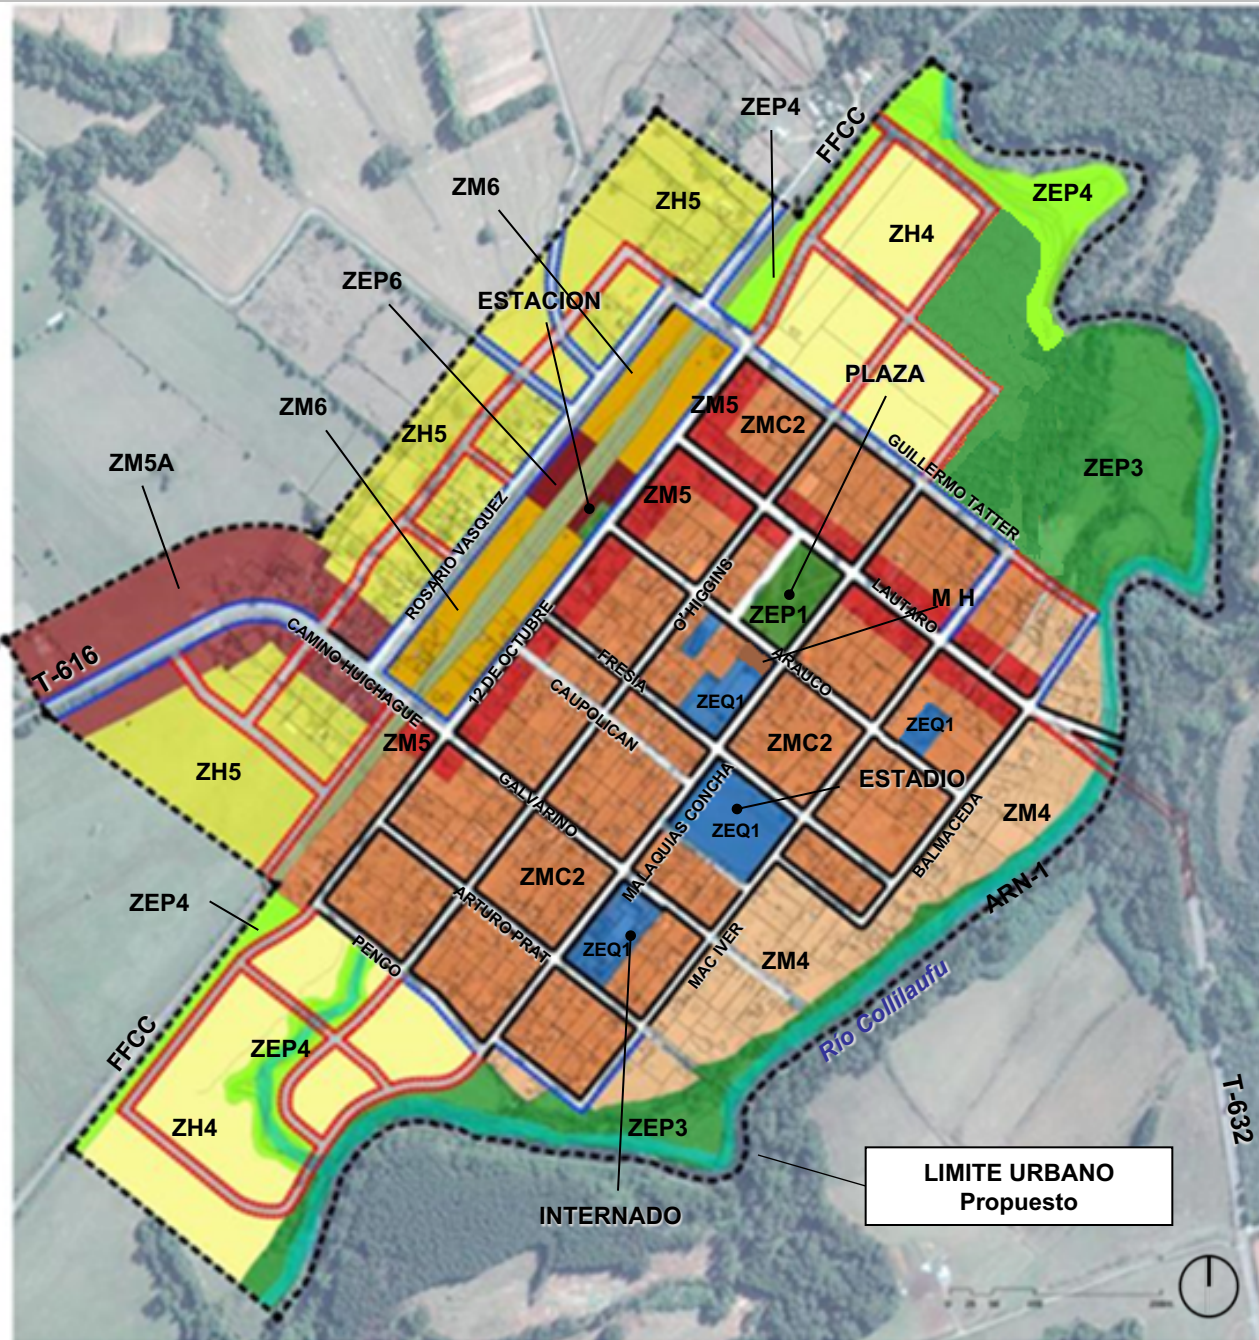 ZEP4
FFCC
ZM6
ZH5
ZEP4
ZH4
ZEP6
ESTACION
PLAZA
ZM6
ZM5
ZMC2
ZH5
GUILLERMO TATTER
ZM5A
ZEP3
ZM5
ROSARIO VASQUEZ
O' HIGGINS
LAUTARO
M H
ZEP1
12 DE OCTUBRE
T-616
CAMINO HUICHAGUE
FRESIA
ARAUCO
CAUPOLICAN
ZEQ1
ZEQ1
ZM5
ZMC2
ZH5
ESTADIO
GALVARINO
MALAQUIAS CONCHA
ZEQ1
ZM4
BALMACEDA
ZMC2
ARN-1
ZEP4
ARTURO PRAT
PENCO
ZEQ1
MAC IVER
ZM4
Río Collilaufu
FFCC
ZEP4
ZH4
ZEP3
T-632
LIMITE URBANO
Propuesto
INTERNADO